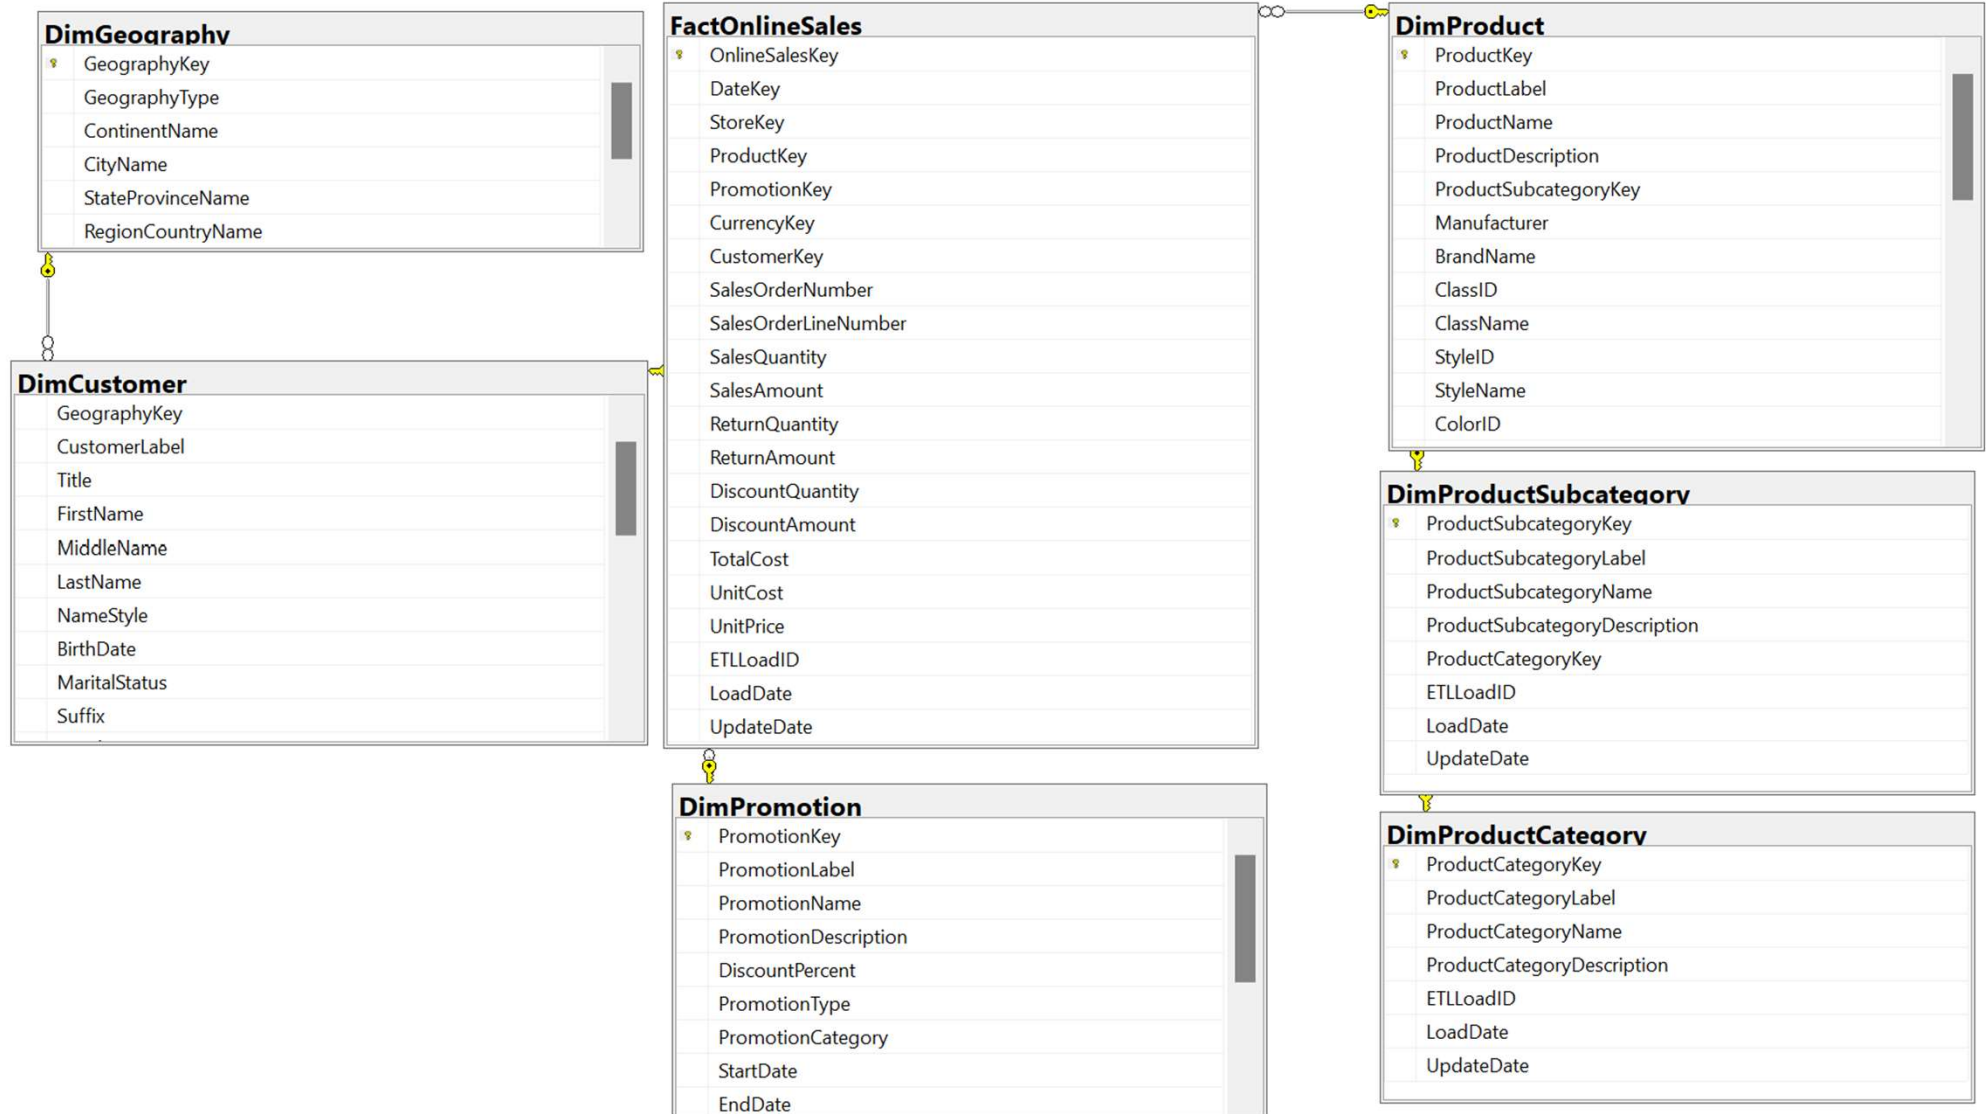 DimGeography
GeographyKey
GeographyType
ContinentName
CityName
StateProvinceName
RegionCountryName
DimCustomer
GeographyKey
CustomerLabel
Title
FirstName
MiddleName
LastName
NameStyle
BirthDate
MaritalStatus
Suffix
FactOnlineSales
OnlineSalesKey
DateKey
StoreKey
ProductKey
PromotionKey
CurrencyKey
CustomerKey
SalesOrderNumber
SalesOrderLineNumber
SalesQuantity
SalesAmount
ReturnQuantity
ReturnAmount
DiscountQuantity
DiscountAmount
TotalCost
UnitCost
UnitPrice
ETLLoadID
LoadDate
UpdateDate
DimPromotion
PromotionKey
PromotionLabel
PromotionName
PromotionDescription
DiscountPercent
PromotionType
PromotionCategory
StartDate
EndDate
DimProduct
ProductKey
ProductLabel
ProductName
ProductDescription
ProductSubcategoryKey
Manufacturer
BrandName
ClassID
ClassName
StyleID
StyleName
ColorID
DimProductSubcategory
ProductSubcategoryKey
ProductSubcategoryLabel
ProductSubcategoryName
ProductSubcategoryDescription
ProductCategoryKey
ETLLoadID
LoadDate
UpdateDate
DimProductCategory
ProductCategoryKey
ProductCategoryLabel
ProductCategoryName
ProductCategoryDescription
ETLLoadID
LoadDate
UpdateDate